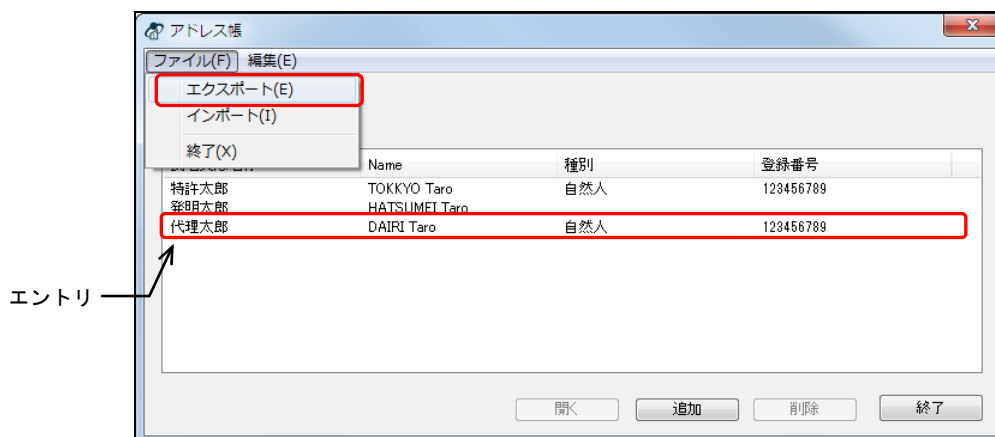 アドレス帳
ファイル(F) 編集(E)
エクスポート(E)
インポート(I)
終了(X)
Name 種別 登録番号
特許太郎 TOKKYO Taro 自然人 123456789
発明太郎 HATSUMEI Taro
代理太郎 DAIRI Taro 自然人 123456789
エントリ
開く 追加 削除 終了